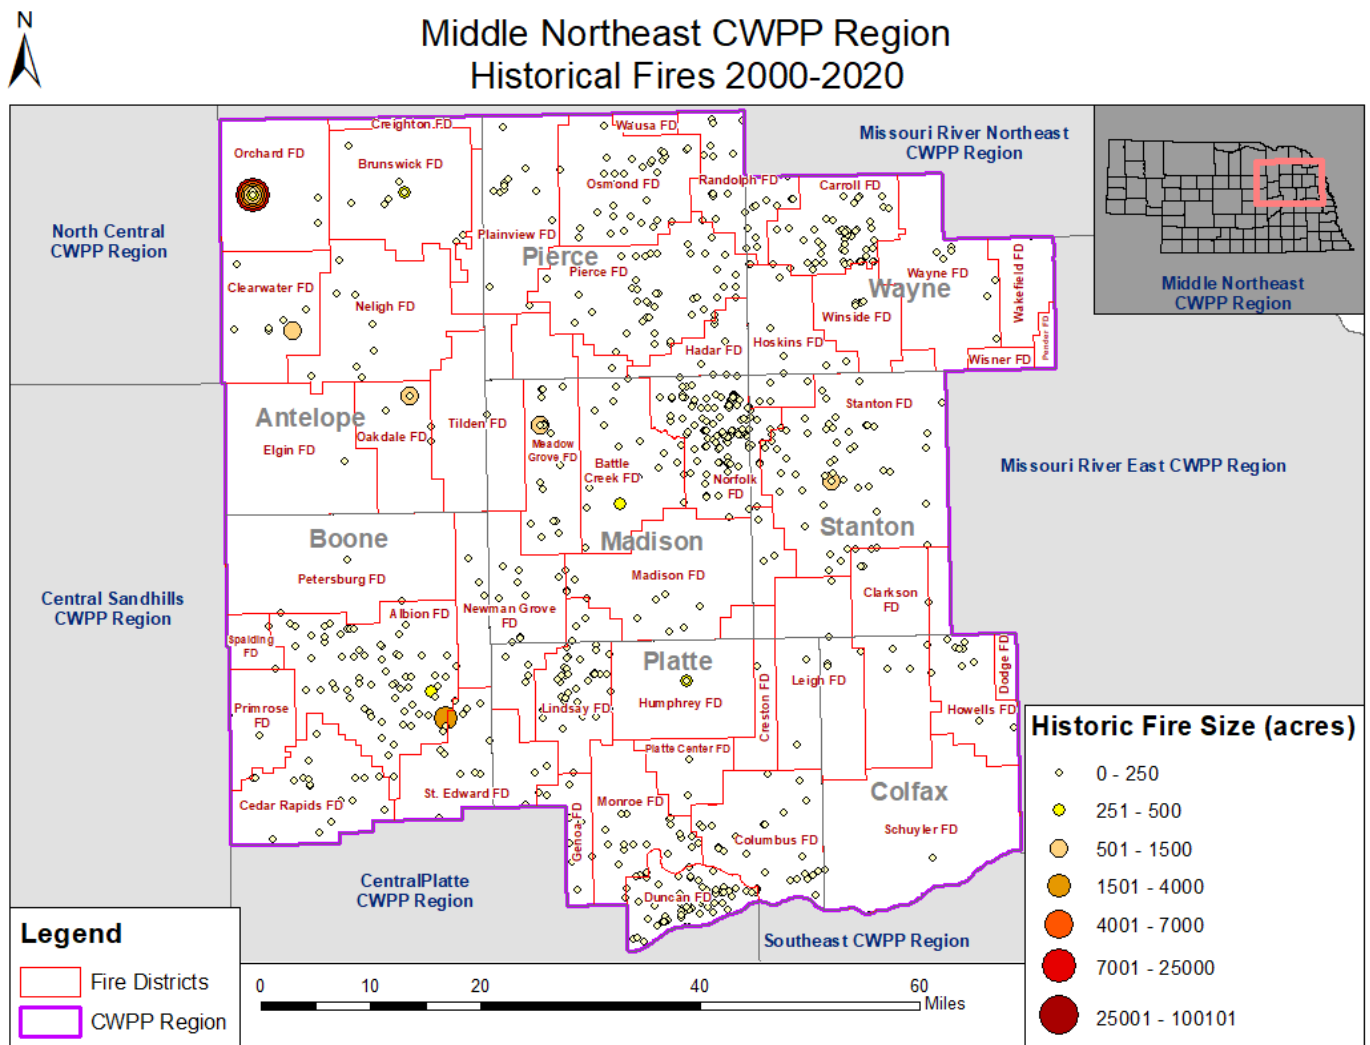 N
Middle Northeast CWPP Region
Historical Fires 2000-2020
Missouri River Northeast
CWPP Region
North Central
CWPP Region
Middle Northeast
CWPP Region
Missouri River East CWPP Region
Central Sandhills
CWPP Region
CentralPlatte
CWPP Region
Southeast CWPP Region
Creighton FD
Wausa FD
Orchard FD
Brunswick FD
Osmond FD
Randolph FD
Carroll FD
Plainview FD
Pierce
Pierce FD
Wayne FD
Wayne
Wakefield FD
Clearwater FD
Neligh FD
Winside FD
Pender FD
Hadar FD
Hoskins FD
Wisner FD
Antelope
Elgin FD
Oakdale FD
Tilden FD
Stanton FD
Meadow
Grove FD
Battle
Creek FD
Norfolk
FD
Stanton
Boone
Petersburg FD
Madison
Madison FD
Clarkson
FD
Albion FD
Newman Grove
FD
Spalding
FD
Platte
Humphrey FD
Leigh FD
Dodge FD
Primrose
FD
Lindsay FD
Creston FD
Howells FD
Platte Center FD
Cedar Rapids FD
St. Edward FD
Genoa FD
Monroe FD
Colfax
Schuyler FD
Columbus FD
Duncan FD
Legend
Fire Districts
CWPP Region
0 10 20 40 60
Miles
Historic Fire Size (acres)
0 - 250
251 - 500
501 - 1500
1501 - 4000
4001 - 7000
7001 - 25000
25001 - 100101